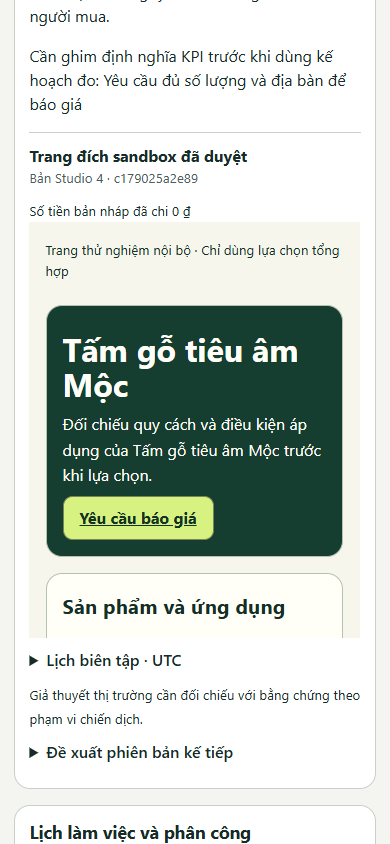 người mua.
Cần ghim định nghĩa KPI trước khi dùng kế
hoạch đo: Yêu cầu đủ số lượng và địa bàn để
báo giá
Trang đích sandbox đã duyệt
Bản Studio 4 · c179025a2e89
Số tiền bản nháp đã chi 0 ₫
Trang thử nghiệm nội bộ · Chỉ dùng lựa chọn tổng
hợp
Tấm gỗ tiêu âm
Mộc
Đối chiếu quy cách và điều kiện áp
dụng của Tấm gỗ tiêu âm Mộc trước
khi lựa chọn.
Yêu cầu báo giá
Sản phẩm và ứng dụng
Lịch biên tập · UTC
Giả thuyết thị trường cần đối chiếu với bằng chứng theo
phạm vi chiến dịch.
Đề xuất phiên bản kế tiếp
Lịch làm việc và phân công